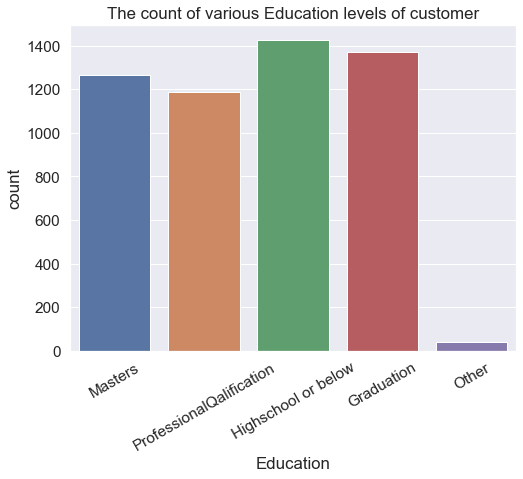 The count of various Education levels of customer
1400
1200
1000
800
600
400
200
0
count
Masters
ProfessionalQalification
Highschool or below
Graduation
Other
Education